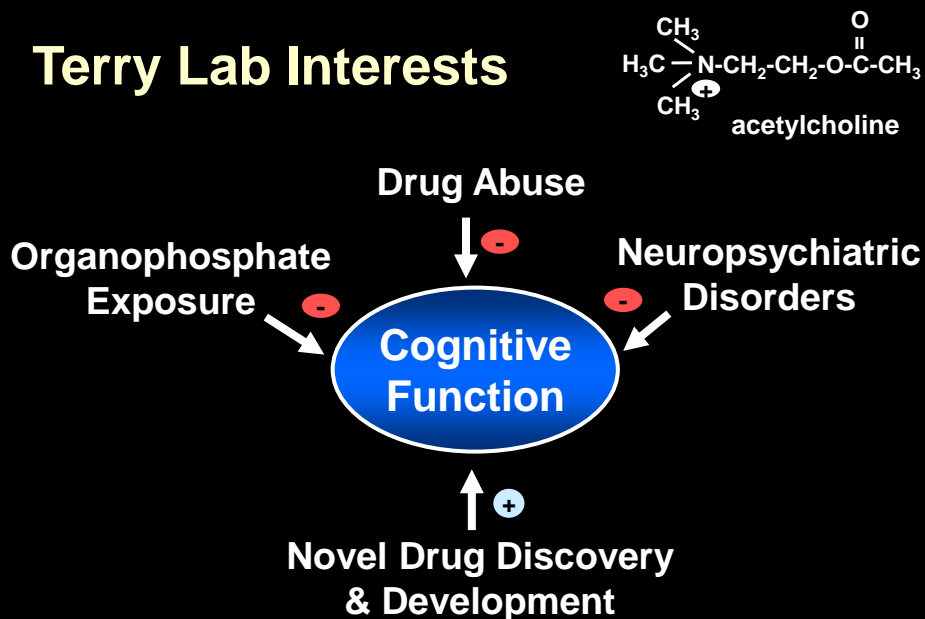 Terry Lab Interests
CH₃
H₃C
N-CH₂-CH₂-O-C-CH₃
O
CH₃
+
acetylcholine
Drug Abuse
-
Organophosphate
Exposure
-
Neuropsychiatric
Disorders
-
Cognitive
Function
+
Novel Drug Discovery
& Development